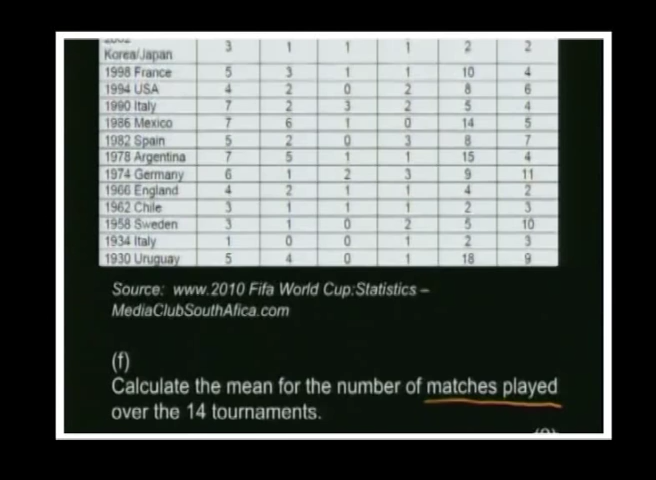 Korea/Japan 3 1 1 1 2 2
1998 France 5 3 1 1 10 4
1994 USA 4 2 0 2 8 6
1990 Italy 7 2 3 2 5 4
1986 Mexico 7 6 1 0 14 5
1982 Spain 5 2 0 3 8 7
1978 Argentina 7 5 1 1 15 4
1974 Germany 6 1 2 3 9 11
1966 England 4 2 1 1 4 2
1962 Chile 3 1 1 1 2 3
1958 Sweden 3 1 0 2 5 10
1934 Italy 1 0 0 1 2 3
1930 Uruguay 5 4 0 1 18 9
Source: www.2010 Fifa World Cup:Statistics –
MediaClubSouthAfica.com
(f)
Calculate the mean for the number of matches played
over the 14 tournaments.